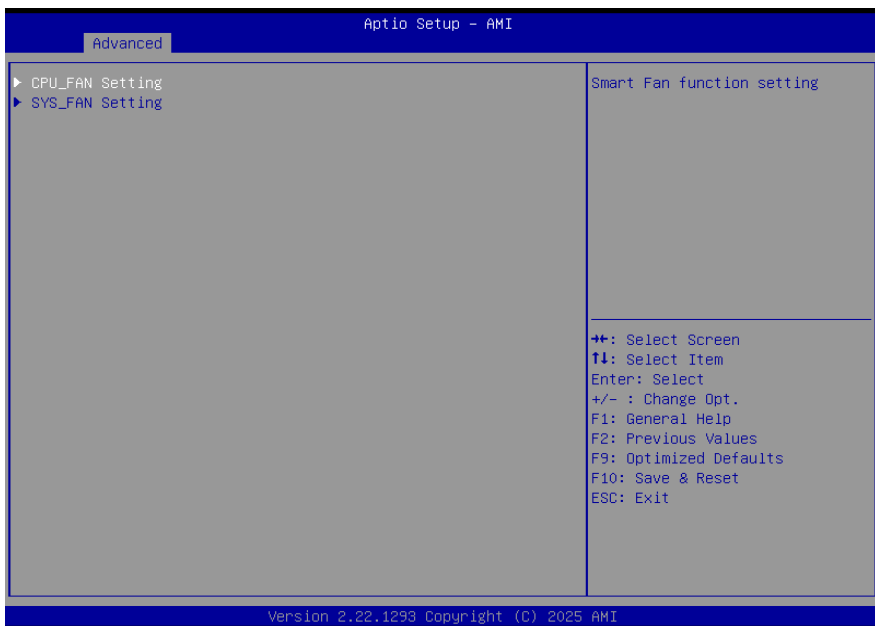 Aptio Setup – AMI
Advanced
▶ CPU_FAN Setting
▶ SYS_FAN Setting
Smart Fan function setting
→←: Select Screen
↑↓: Select Item
Enter: Select
+/- : Change Opt.
F1: General Help
F2: Previous Values
F9: Optimized Defaults
F10: Save & Reset
ESC: Exit
Version 2.22.1293 Copyright (C) 2025 AMI